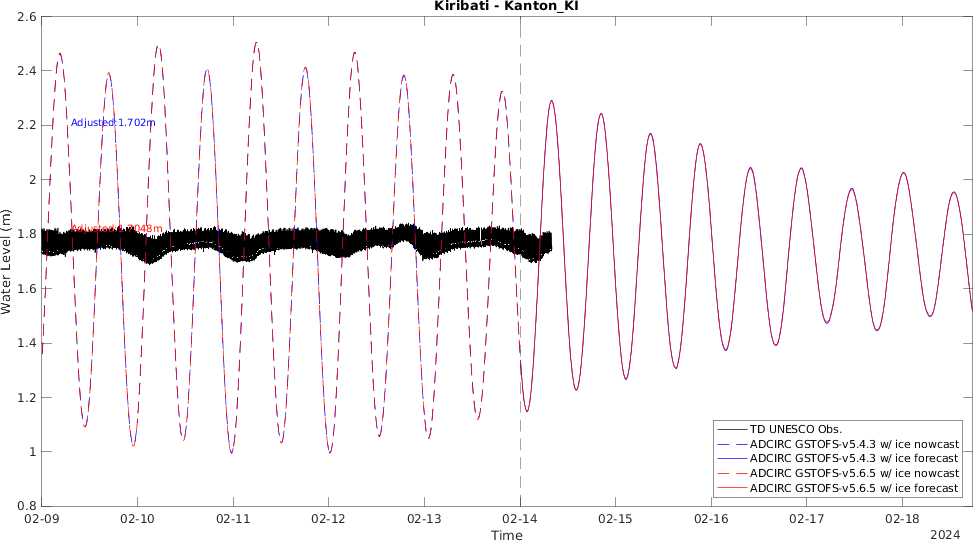 Kiribati - Kanton_KI
2.6
2.4
2.2
2
1.8
1.6
1.4
1.2
1
0.8
Water Level (m)
Adjusted:1.702m
Adjusted:1.7048m
TD UNESCO Obs.
ADCIRC GSTOFS-v5.4.3 w/ ice nowcast
ADCIRC GSTOFS-v5.4.3 w/ ice forecast
ADCIRC GSTOFS-v5.6.5 w/ ice nowcast
ADCIRC GSTOFS-v5.6.5 w/ ice forecast
02-09 02-10 02-11 02-12 02-13 02-14 02-15 02-16 02-17 02-18
Time
2024